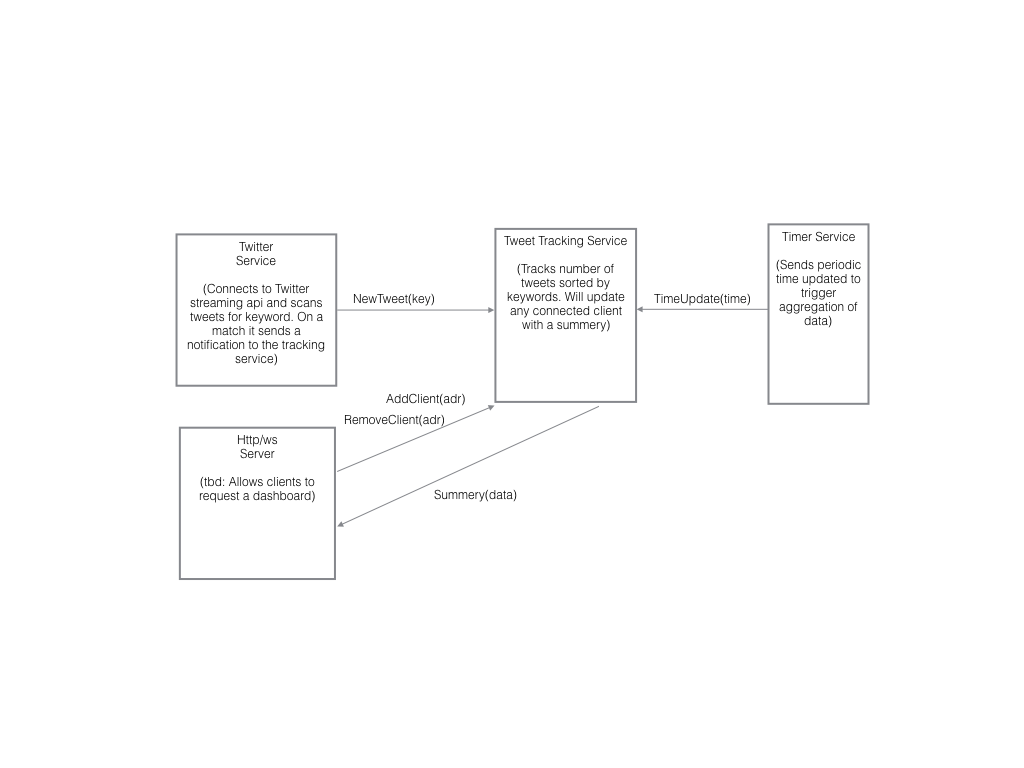 Twitter
Service
(Connects to Twitter
streaming api and scans
tweets for keyword. On a
match it sends a
notification to the tracking
service)
NewTweet(key)
Tweet Tracking Service
(Tracks number of
tweets sorted by
keywords. Will update
any connected client
with a summery)
TimeUpdate(time)
Timer Service
(Sends periodic
time updated to
trigger
aggregation of
data)
AddClient(adr)
RemoveClient(adr)
Http/ws
Server
(tbd: Allows clients to
request a dashboard)
Summery(data)